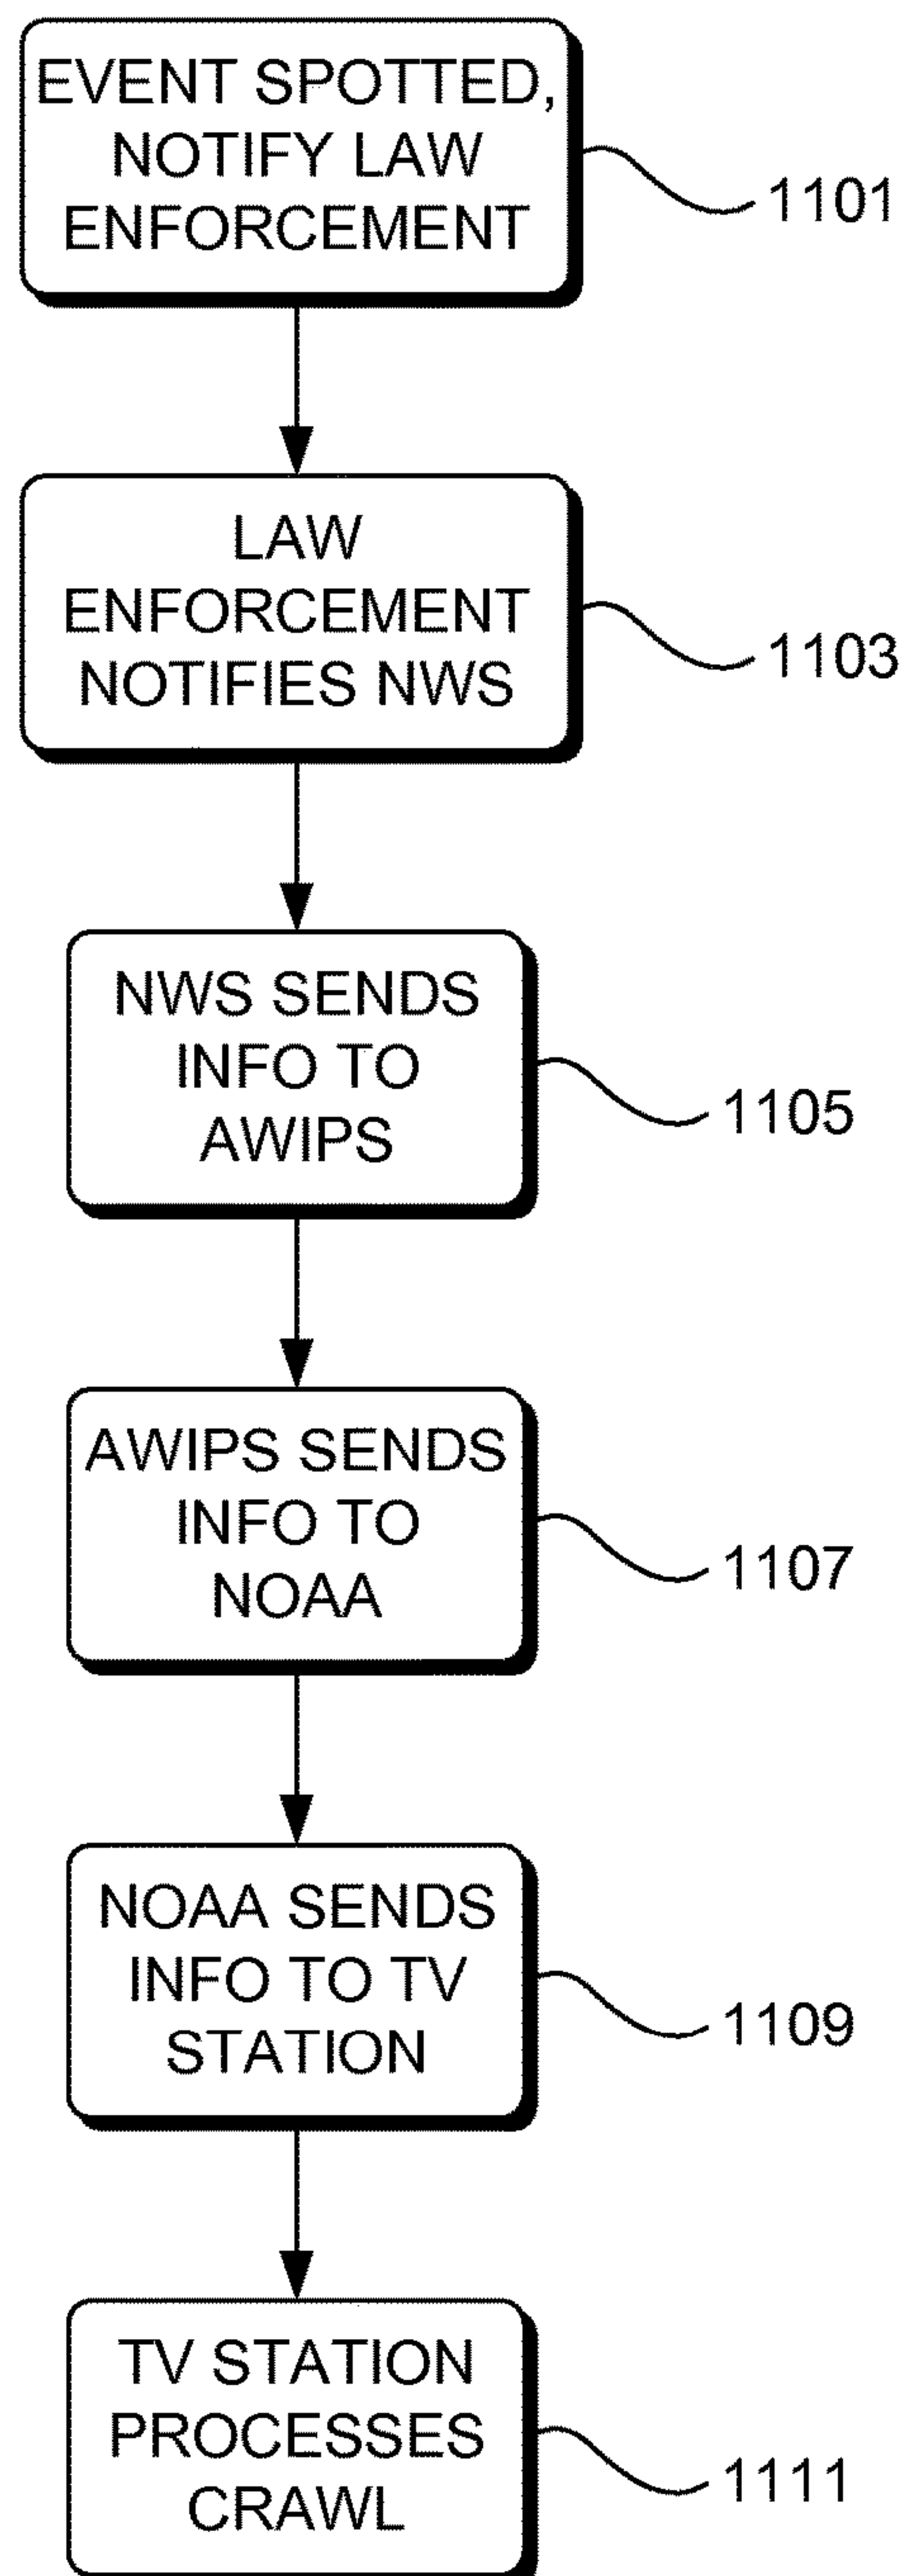 EVENT SPOTTED,
NOTIFY LAW
ENFORCEMENT
1101
LAW
ENFORCEMENT
NOTIFIES NWS
1103
NWS SENDS
INFO TO
AWIPS
1105
AWIPS SENDS
INFO TO
NOAA
1107
NOAA SENDS
INFO TO TV
STATION
1109
TV STATION
PROCESSES
CRAWL
1111